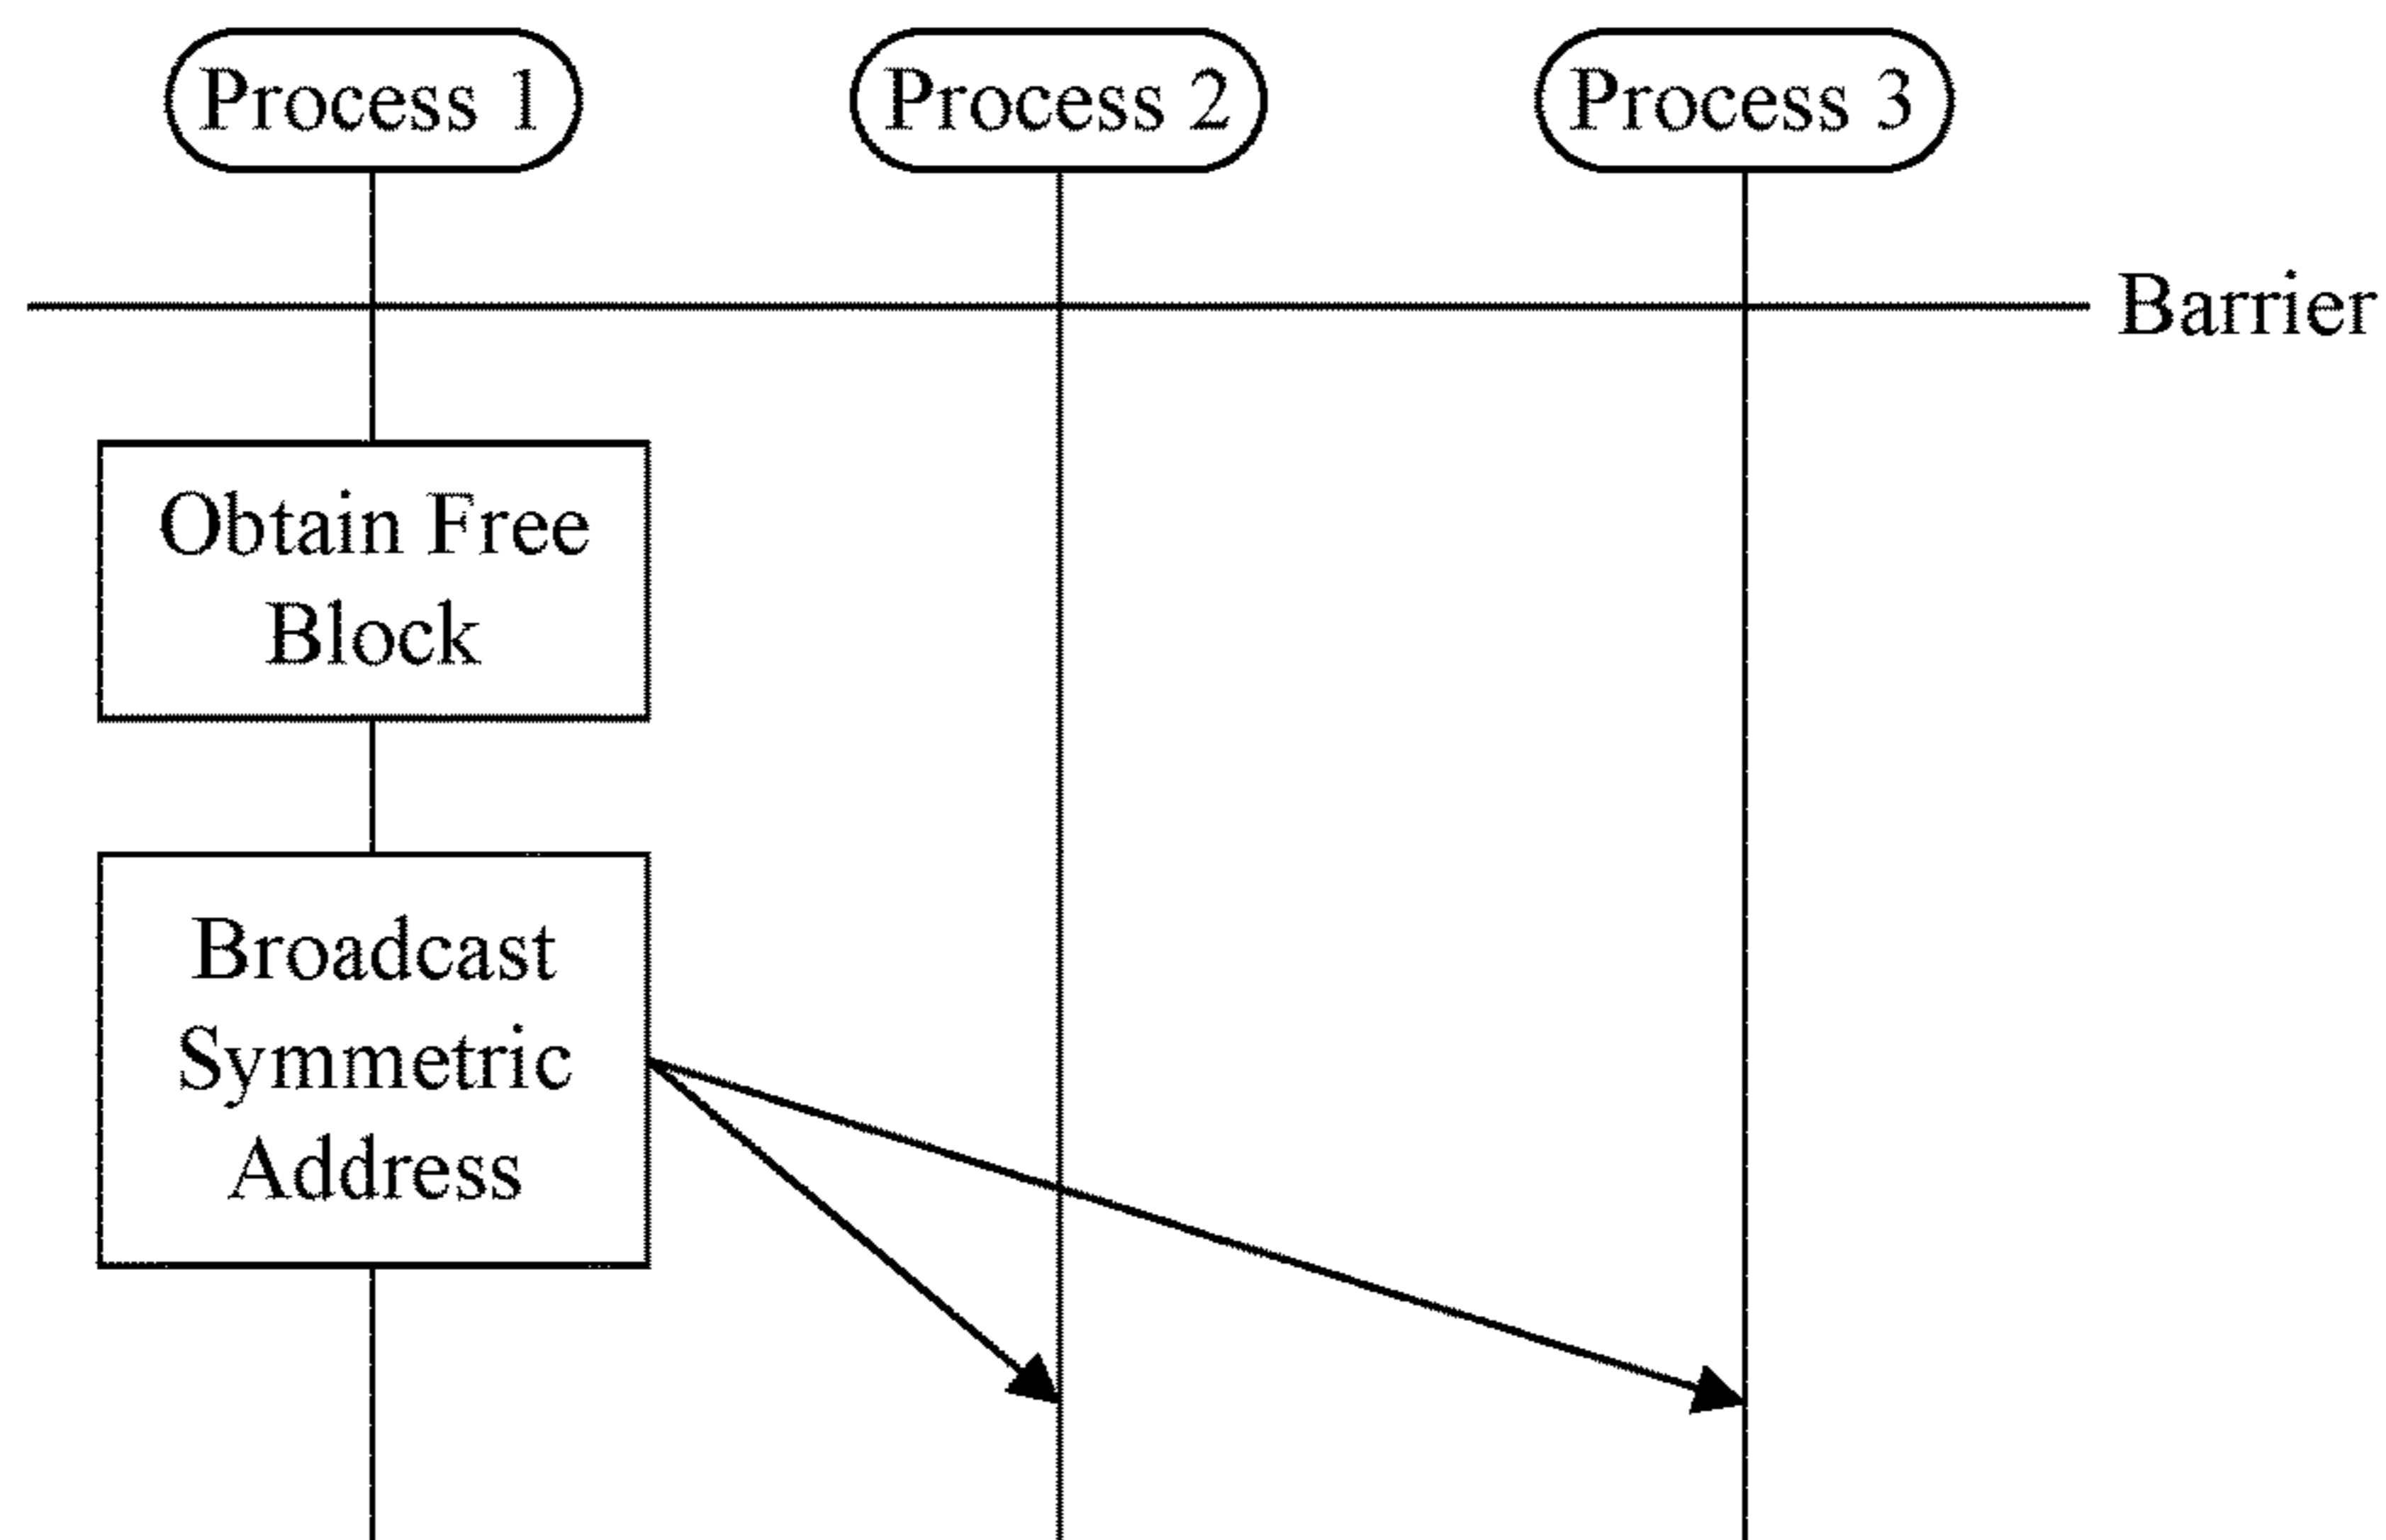 Process 1
Process 2
Process 3
Barrier
Obtain Free
Block
Broadcast
Symmetric
Address